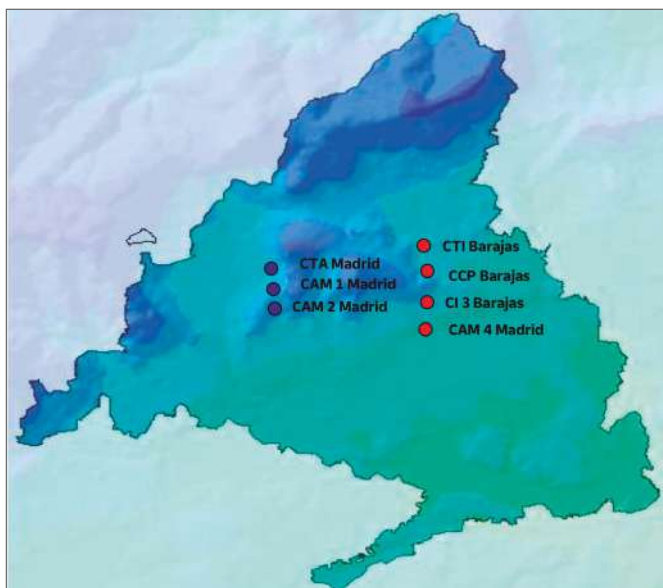 CTI Barajas
CTA Madrid
CCP Barajas
CAM 1 Madrid
CAM 2 Madrid
CI 3 Barajas
CAM 4 Madrid